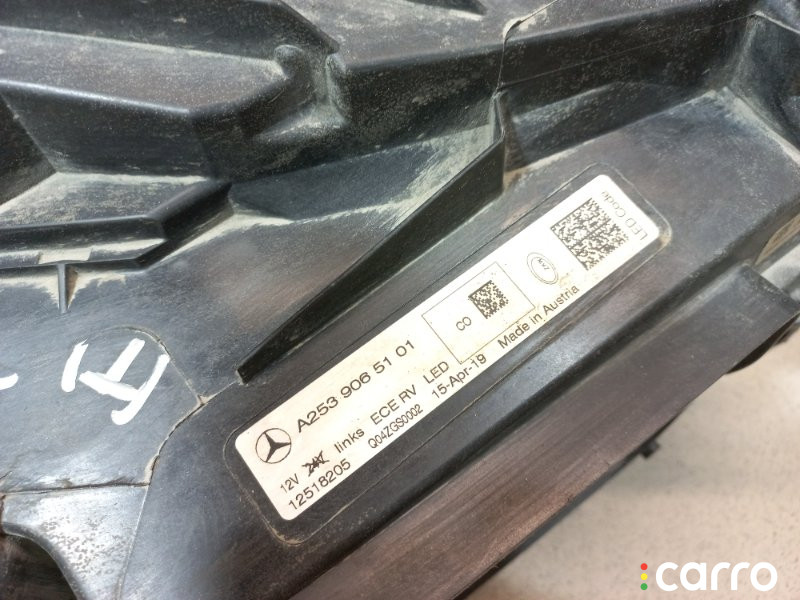 A253 906 51 01
12V links ECE RV LED
12518205 Q04ZGS0002 15-Apr-19 Made in Austria
CO
LED Code
carro